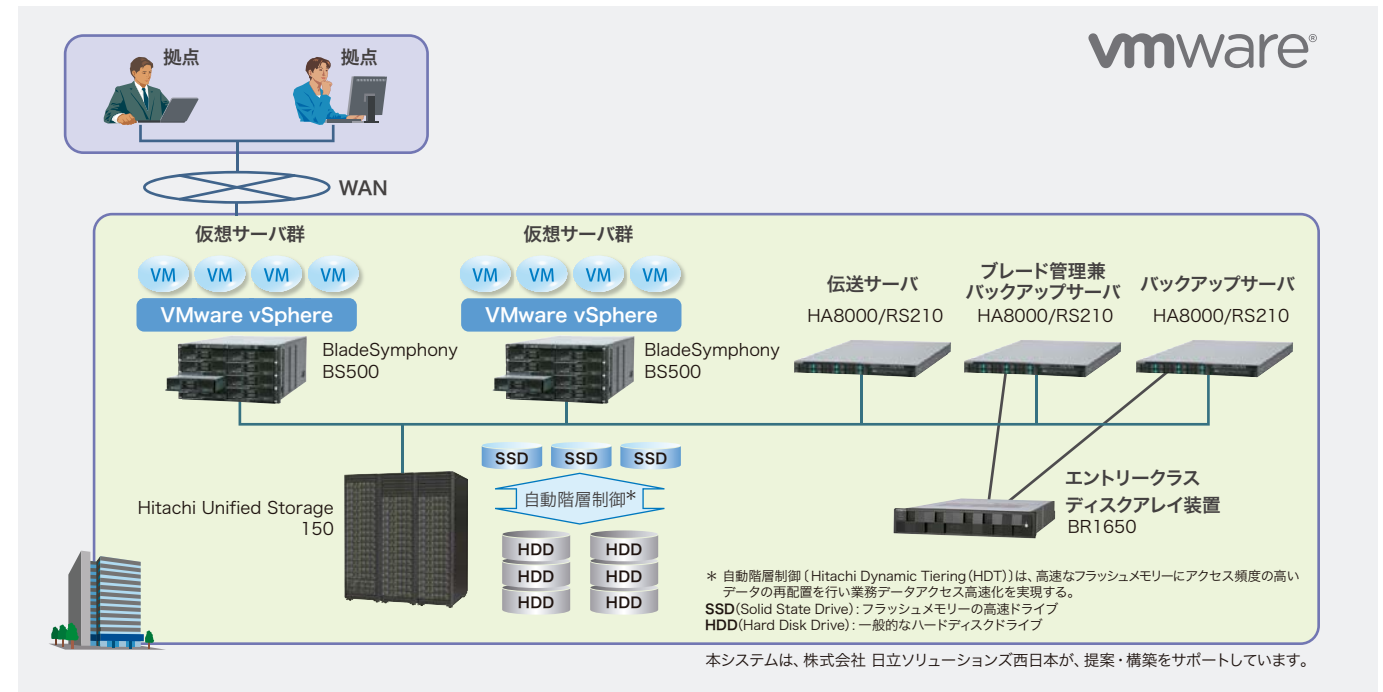 vmware®
拠点
拠点
WAN
仮想サーバ群
VM VM VM VM
VMware vSphere
BladeSymphony
BS500
仮想サーバ群
VM VM VM VM
VMware vSphere
BladeSymphony
BS500
伝送サーバ
HA8000/RS210
ブレード管理兼
バックアップサーバ
HA8000/RS210
バックアップサーバ
HA8000/RS210
Hitachi Unified Storage
150
SSD SSD SSD
自動階層制御*
HDD HDD
HDD HDD
HDD HDD
エントリークラス
ディスクアレイ装置
BR1650
* 自動階層制御〔Hitachi Dynamic Tiering(HDT)〕は、高速なフラッシュメモリーにアクセス頻度の高い
データの再配置を行い業務データアクセス高速化を実現する。
SSD(Solid State Drive):フラッシュメモリーの高速ドライブ
HDD(Hard Disk Drive):一般的なハードディスクドライブ
本システムは、株式会社 日立ソリューションズ西日本が、提案・構築をサポートしています。